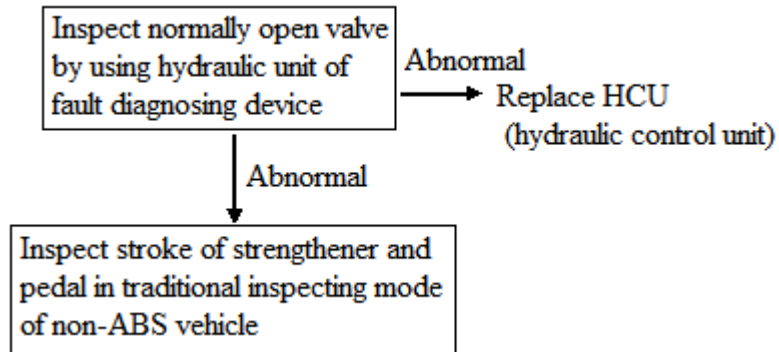 Inspect normally open valve
by using hydraulic unit of
fault diagnosing device
Abnormal
Replace HCU
(hydraulic control unit)
Abnormal
Inspect stroke of strengthener and
pedal in traditional inspecting mode
of non-ABS vehicle